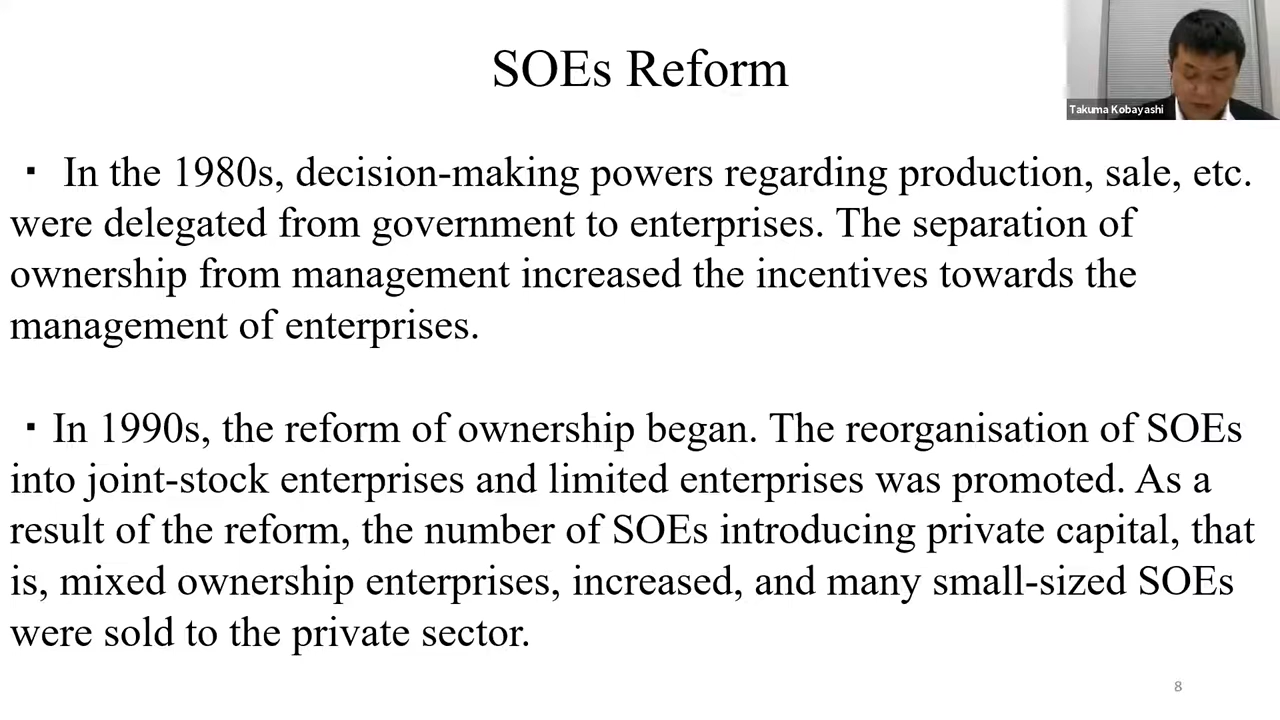 SOEs Reform
Takuma Kobayashi
▪ In the 1980s, decision-making powers regarding production, sale, etc.
were delegated from government to enterprises. The separation of
ownership from management increased the incentives towards the
management of enterprises.
▪ In 1990s, the reform of ownership began. The reorganisation of SOEs
into joint-stock enterprises and limited enterprises was promoted. As a
result of the reform, the number of SOEs introducing private capital, that
is, mixed ownership enterprises, increased, and many small-sized SOEs
were sold to the private sector.
8